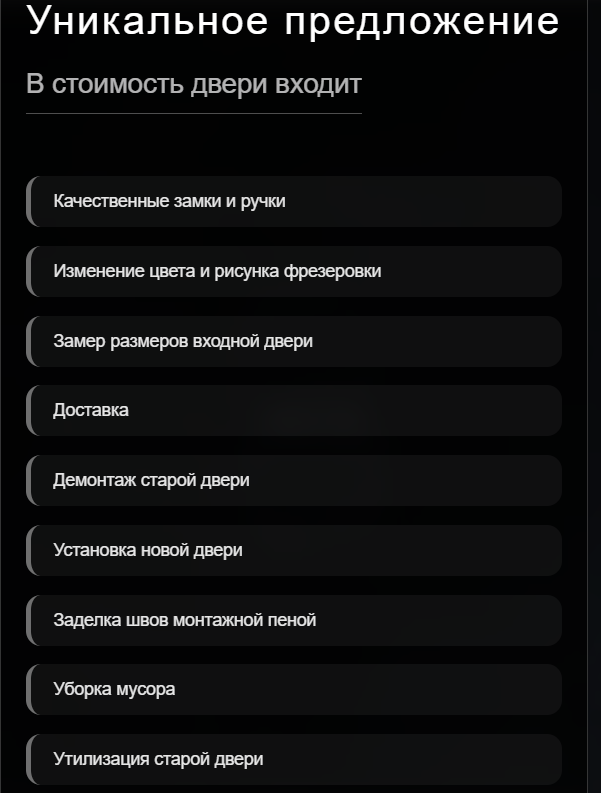 Уникальное предложение
В стоимость двери входит
Качественные замки и ручки
Изменение цвета и рисунка фрезеровки
Замер размеров входной двери
Доставка
Демонтаж старой двери
Установка новой двери
Заделка швов монтажной пеной
Уборка мусора
Утилизация старой двери